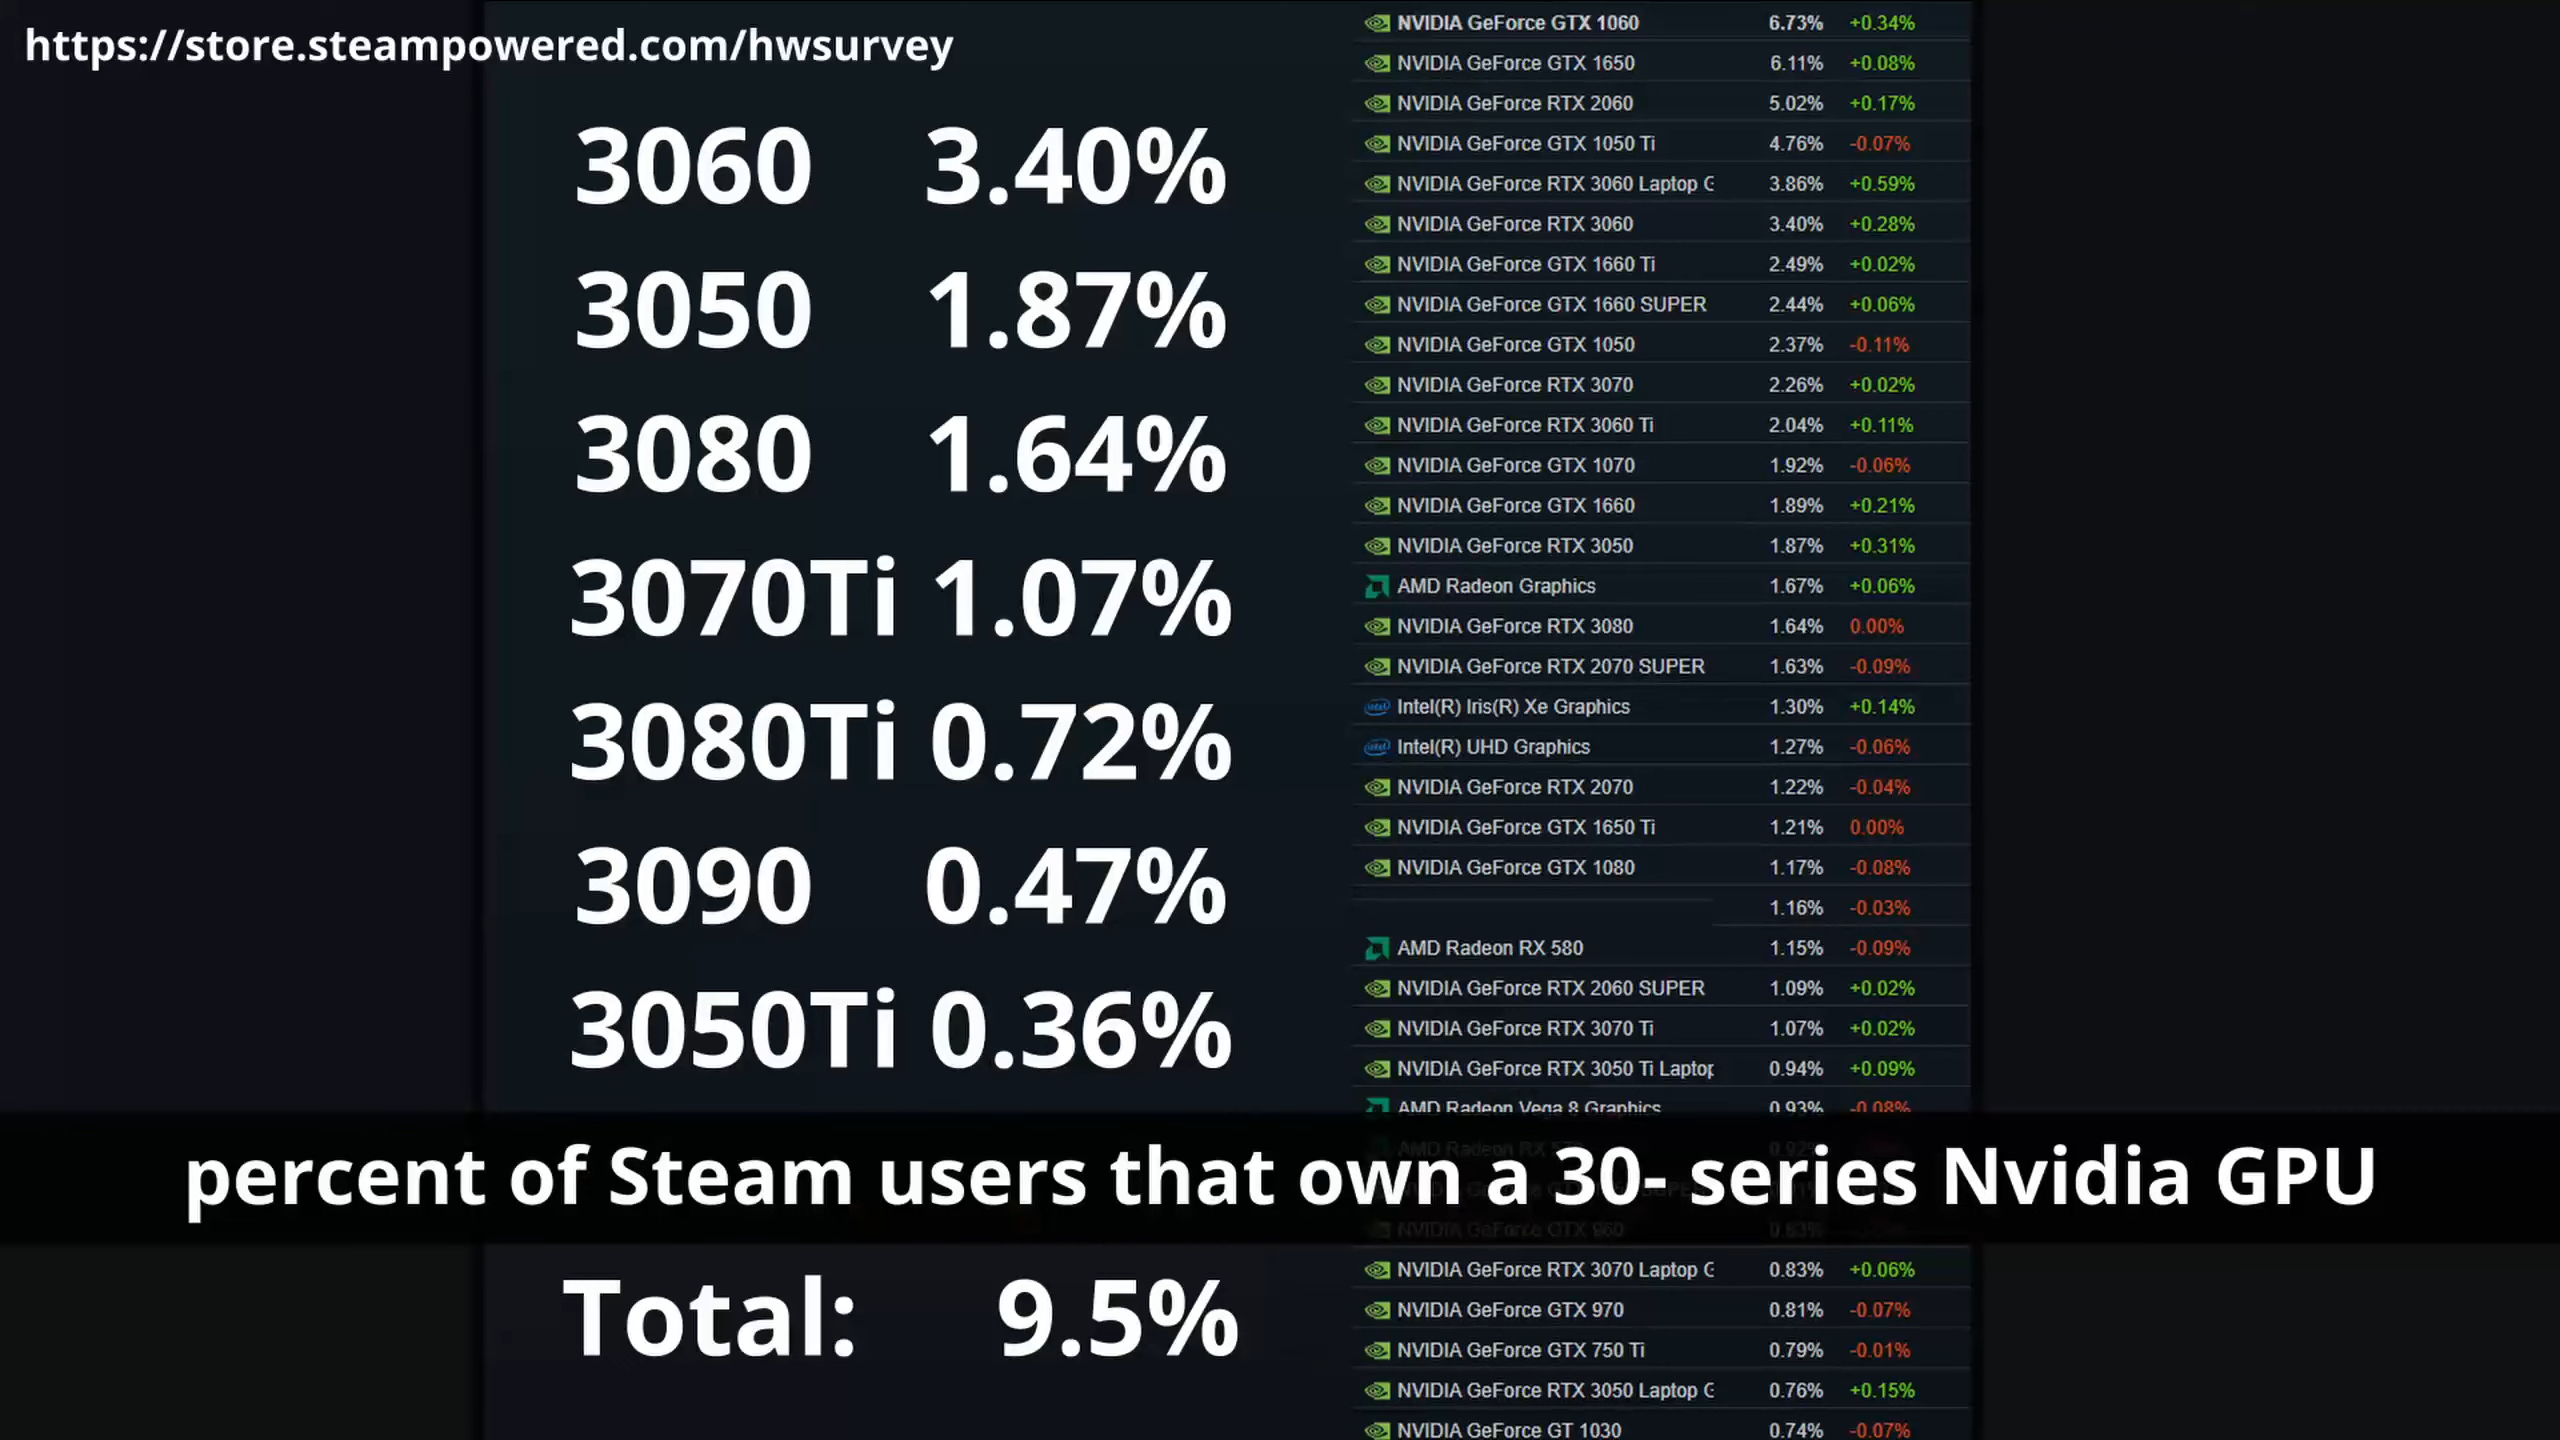 https://store.steampowered.com/hwsurvey
3060 3.40%
3050 1.87%
3080 1.64%
3070Ti 1.07%
3080Ti 0.72%
3090 0.47%
3050Ti 0.36%
percent of Steam users that own a 30- series Nvidia GPU
Total: 9.5%
NVIDIA GeForce GTX 1060 6.73% +0.34%
NVIDIA GeForce GTX 1650 6.11% +0.08%
NVIDIA GeForce RTX 2060 5.02% +0.17%
NVIDIA GeForce GTX 1050 Ti 4.76% -0.07%
NVIDIA GeForce RTX 3060 Laptop G 3.86% +0.59%
NVIDIA GeForce RTX 3060 3.40% +0.28%
NVIDIA GeForce GTX 1660 Ti 2.49% +0.02%
NVIDIA GeForce GTX 1660 SUPER 2.44% +0.06%
NVIDIA GeForce GTX 1050 2.37% -0.11%
NVIDIA GeForce RTX 3070 2.26% +0.02%
NVIDIA GeForce RTX 3060 Ti 2.04% +0.11%
NVIDIA GeForce GTX 1070 1.92% -0.06%
NVIDIA GeForce GTX 1660 1.89% +0.21%
NVIDIA GeForce RTX 3050 1.87% +0.31%
AMD Radeon Graphics 1.67% +0.06%
NVIDIA GeForce RTX 3080 1.64% 0.00%
NVIDIA GeForce RTX 2070 SUPER 1.63% -0.09%
Intel(R) Iris(R) Xe Graphics 1.30% +0.14%
Intel(R) UHD Graphics 1.27% -0.06%
NVIDIA GeForce RTX 2070 1.22% -0.04%
NVIDIA GeForce GTX 1650 Ti 1.21% 0.00%
NVIDIA GeForce GTX 1080 1.17% -0.08%
1.16% -0.03%
AMD Radeon RX 580 1.15% -0.09%
NVIDIA GeForce RTX 2060 SUPER 1.09% +0.02%
NVIDIA GeForce RTX 3070 Ti 1.07% +0.02%
NVIDIA GeForce RTX 3050 Ti Laptop 0.94% +0.09%
AMD Radeon Vega 8 Graphics 0.93% -0.08%
AMD Radeon RX
NVIDIA GeForce GTX 960 0.83%
NVIDIA GeForce RTX 3070 Laptop G 0.83% +0.06%
NVIDIA GeForce GTX 970 0.81% -0.07%
NVIDIA GeForce GTX 750 Ti 0.79% -0.01%
NVIDIA GeForce RTX 3050 Laptop G 0.76% +0.15%
NVIDIA GeForce GT 1030 0.74% -0.07%